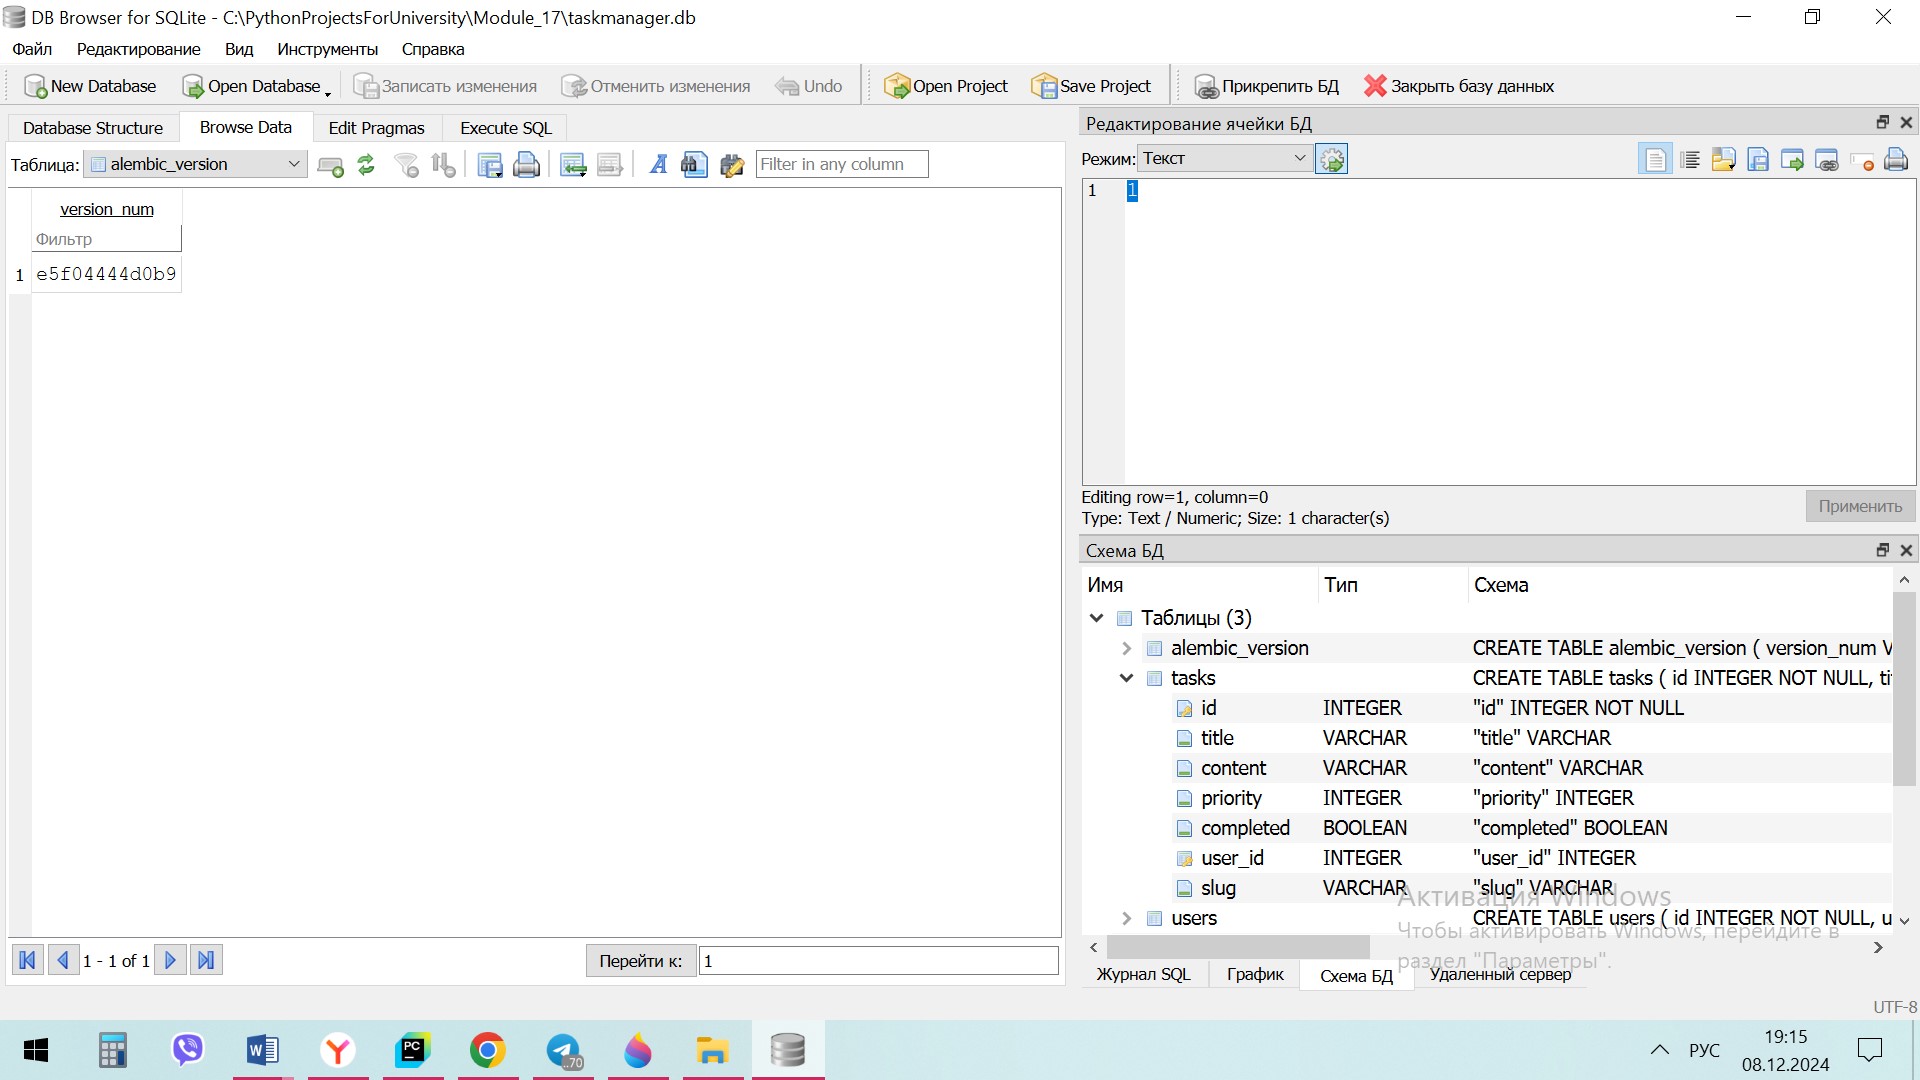 DB Browser for SQLite - C:\PythonProjectsForUniversity\Module_17\taskmanager.db
Файл Редактирование Вид Инструменты Справка
New Database Open Database Записать изменения Отменить изменения Undo Open Project Save Project Прикрепить БД Закрыть базу данных
Database Structure Browse Data Edit Pragmas Execute SQL
Таблица: alembic_version Filter in any column
version_num
Фильтр
1 e5f04444d0b9
1 - 1 of 1 Перейти к: 1
Редактирование ячейки БД
Режим: Текст
1 1
Editing row=1, column=0
Type: Text / Numeric; Size: 1 character(s)
Применить
Схема БД
Имя Тип Схема
Таблицы (3)
alembic_version CREATE TABLE alembic_version ( version_num V
tasks CREATE TABLE tasks ( id INTEGER NOT NULL, ti
id INTEGER "id" INTEGER NOT NULL
title VARCHAR "title" VARCHAR
content VARCHAR "content" VARCHAR
priority INTEGER "priority" INTEGER
completed BOOLEAN "completed" BOOLEAN
user_id INTEGER "user_id" INTEGER
slug VARCHAR "slug" VARCHAR
users CREATE TABLE users ( id INTEGER NOT NULL, u
Активация Windows
Чтобы активировать Windows, перейдите в
раздел "Параметры".
Журнал SQL График Схема БД Удаленный сервер
UTF-8
PC
70
РУС
19:15
08.12.2024